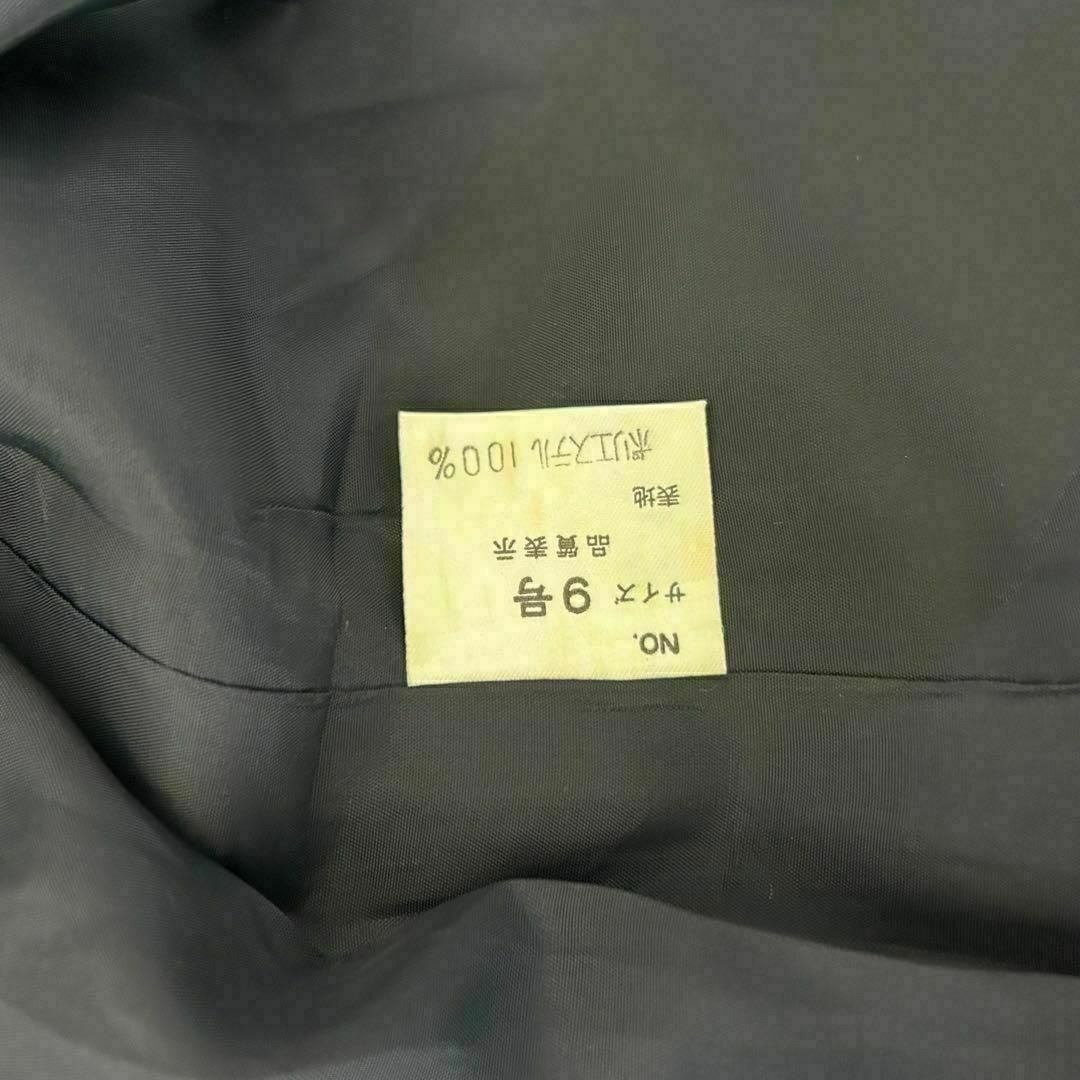 NO.
サイズ 9号
品質表示
表地
ポリエステル 100%